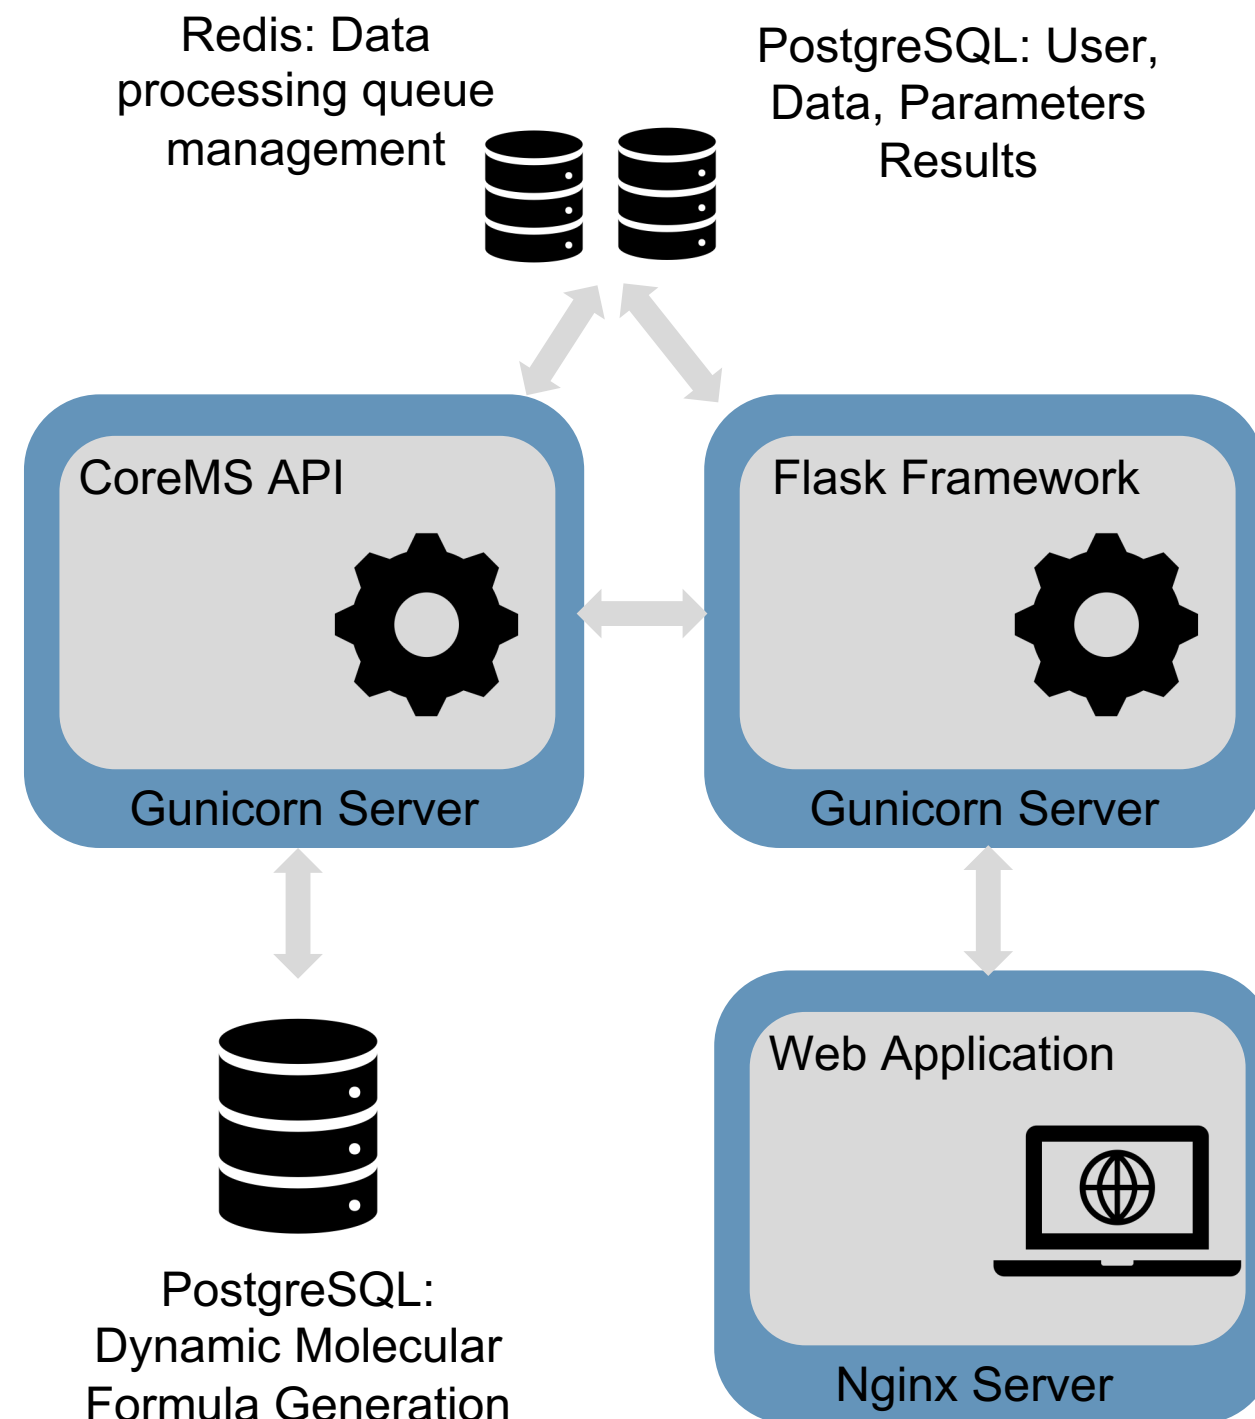 Redis: Data
processing queue
management
PostgreSQL: User,
Data, Parameters
Results
CoreMS API
Gunicorn Server
Flask Framework
Gunicorn Server
PostgreSQL:
Dynamic Molecular
Formula Generation
Web Application
Nginx Server